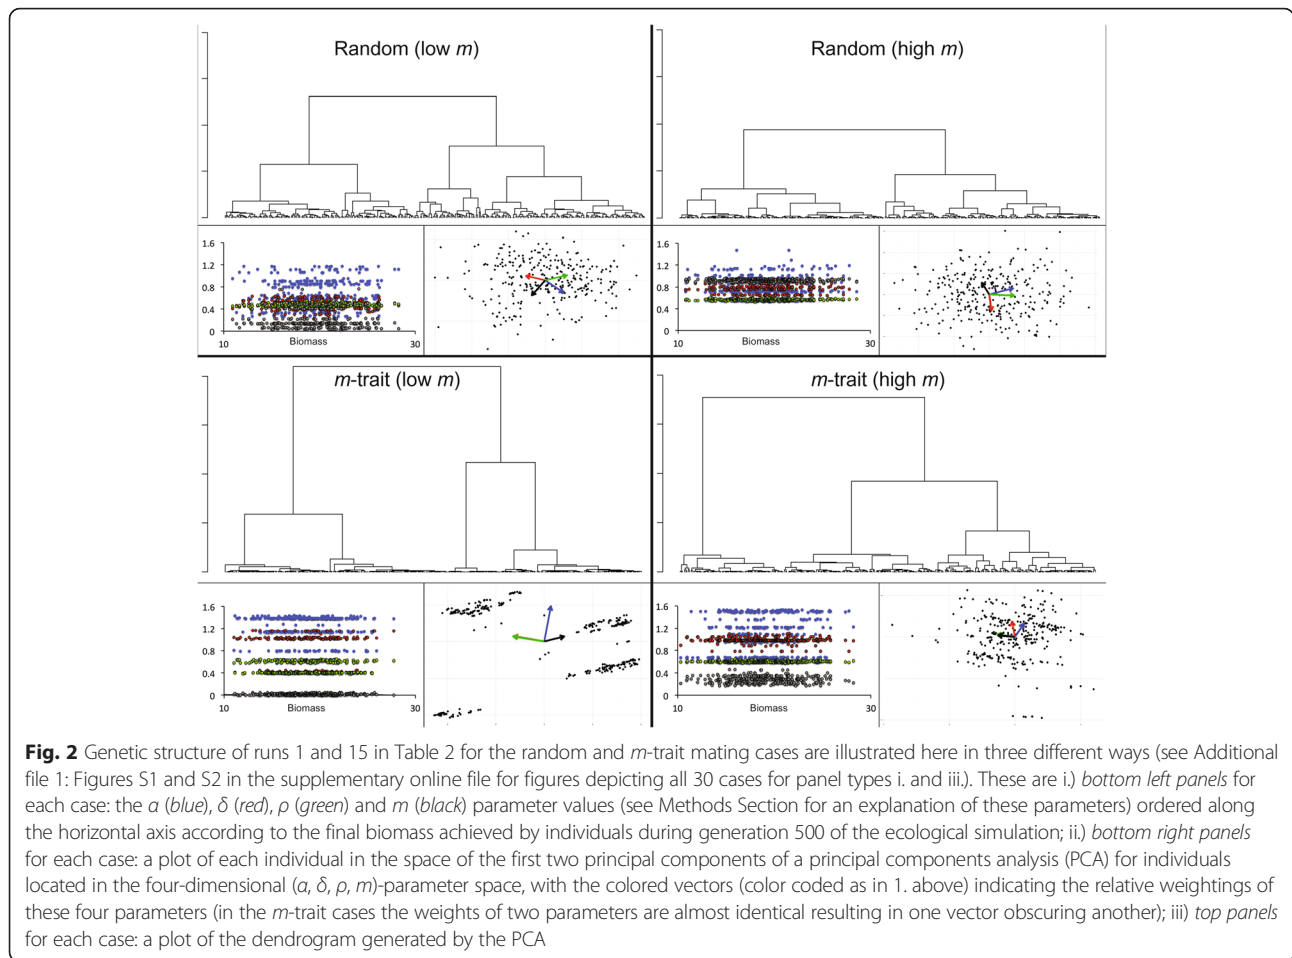 Random (low m)
Random (high m)
1.6
1.2
0.8
0.4
0
10
Biomass
30
1.6
1.2
0.8
0.4
0
10
Biomass
30
m-trait (low m)
m-trait (high m)
1.6
1.2
0.8
0.4
0
10
Biomass
30
1.6
1.2
0.8
0.4
0
10
Biomass
30
Fig. 2 Genetic structure of runs 1 and 15 in Table 2 for the random and m-trait mating cases are illustrated here in three different ways (see Additional
file 1: Figures S1 and S2 in the supplementary online file for figures depicting all 30 cases for panel types i. and iii.). These are i.) bottom left panels for
each case: the α (blue), δ (red), ρ (green) and m (black) parameter values (see Methods Section for an explanation of these parameters) ordered along
the horizontal axis according to the final biomass achieved by individuals during generation 500 of the ecological simulation; ii.) bottom right panels
for each case: a plot of each individual in the space of the first two principal components of a principal components analysis (PCA) for individuals
located in the four-dimensional (α, δ, ρ, m)-parameter space, with the colored vectors (color coded as in 1. above) indicating the relative weightings of
these four parameters (in the m-trait cases the weights of two parameters are almost identical resulting in one vector obscuring another); iii) top panels
for each case: a plot of the dendrogram generated by the PCA